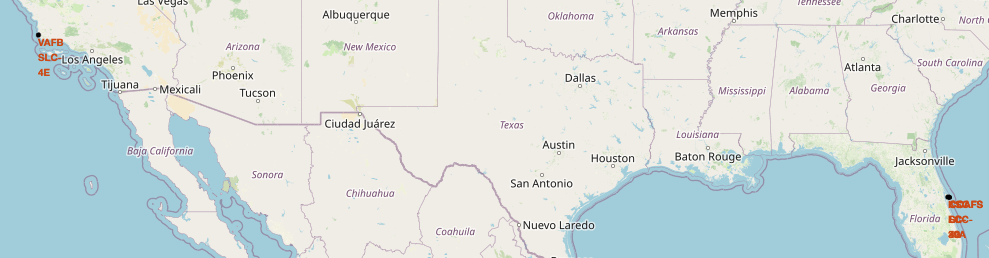 Las Vegas
Albuquerque
Oklahoma
Memphis
Tennessee
Charlotte
North
VAFB
SLC-
4E
Los Angeles
Arizona
New Mexico
Arkansas
Atlanta
South Carolina
Phoenix
Dallas
Tijuana
Mexicali
Tucson
Mississippi
Alabama
Georgia
Ciudad Juárez
Texas
Louisiana
Baja California
Austin
Houston
Baton Rouge
Jacksonville
Sonora
San Antonio
Chihuahua
Florida
Coahuila
Nuevo Laredo